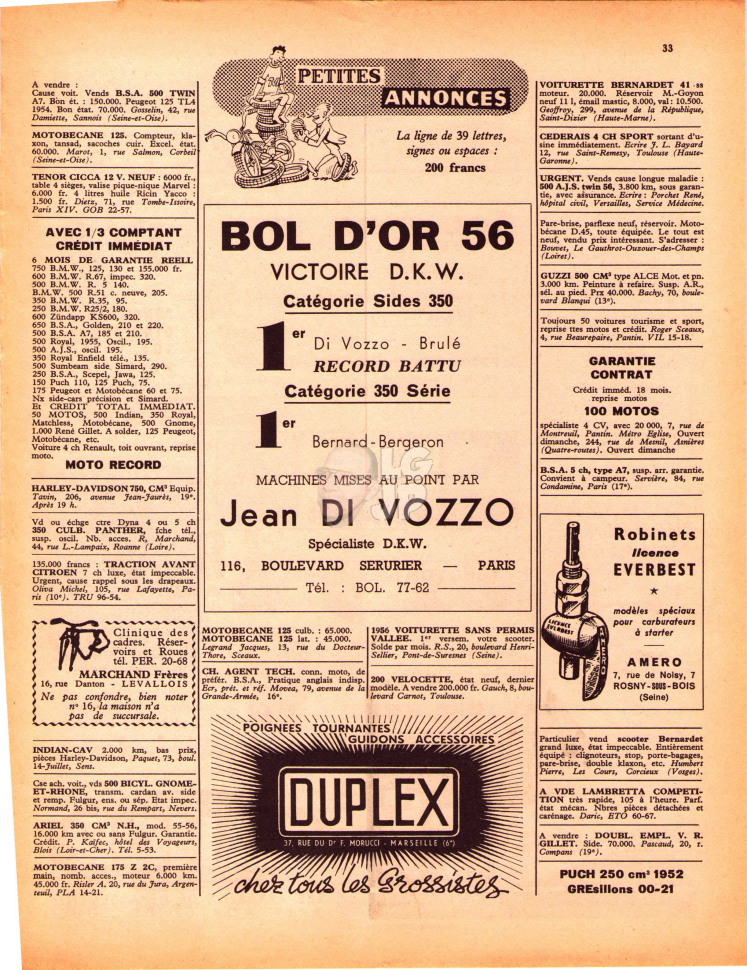 33
PETITES
ANNONCES
La ligne de 39 lettres,
signes ou espaces :
200 francs
A vendre :
Cause voit. Vends B.S.A. 500 TWIN
A7. Bon ét. : 150.000. Peugeot 125 TL4
1954. Bon état. 70.000. Gosselin, 42, rue
Damiette, Sannois (Seine-et-Oise).
MOTOBECANE 125. Compteur, kla-
xon, tansad, sacoches cuir. Excel. état.
60.000. Marot, 1, rue Salmon, Corbeil
(Seine-et-Oise).
TENOR CICCA 12 V. NEUF : 6000 fr.,
table 4 sièges, valise pique-nique Marvel :
6.000 fr. 4 litres huile Ricin Yacco :
1.500 fr. Dietz, 71, rue Tombe-Issoire,
Paris XIV. GOB 22-57.
AVEC 1/3 COMPTANT
CRÉDIT IMMÉDIAT
6 MOIS DE GARANTIE REELL
750 B.M.W., 125, 130 et 155.000 fr.
600 B.M.W. R.67, impec. 320.
500 B.M.W. R. 5 140.
B.M.W. 500 R.51 c. neuve, 205.
350 B.M.W. R.35, 95.
250 B.M.W. R25/2, 180.
600 Zündapp KS600, 320.
650 B.S.A., Golden, 210 et 220.
500 B.S.A. A7, 185 et 210.
500 Royal, 1955, Oscil., 195.
500 A.J.S., oscil. 195.
350 Royal Enfield télé., 135.
500 Sumbeam side Simard, 290.
250 B.S.A., Scepel, Jawa, 125.
150 Puch 110, 125 Puch, 75.
175 Peugeot et Motobécane 60 et 75.
Nx side-cars précision et Simard.
Et CREDIT TOTAL IMMEDIAT.
50 MOTOS, 500 Indian, 350 Royal,
Matchless, Motobécane, 500 Gnome,
1.000 René Gillet. A solder, 125 Peugeot,
Motobécane, etc.
Voiture 4 ch Renault, toit ouvrant, reprise
moto.
MOTO RECORD
HARLEY-DAVIDSON 750, CM³ Equip.
Tavin, 206, avenue Jean-Jaurès, 19ᵉ.
Après 19 h.
Vd ou échge ctre Dyna 4 ou 5 ch
350 CULB. PANTHER, fche tél.,
susp. oscil. Nb. acces. R, Marchand,
44, rue L.-Lampaix, Roanne (Loire).
135.000 francs : TRACTION AVANT
CITROEN 7 ch luxe, état impeccable.
Urgent, cause rappel sous les drapeaux.
Oliva Michel, 105, rue Lafayette, Pa-
ris (10ᵉ). TRU 96-54.
Clinique des
cadres. Réser-
voirs et Roues
tél. PER. 20-68
MARCHAND Frères
16, rue Danton - LEVALLOIS
Ne pas confondre, bien noter
n° 16, la maison n'a
pas de succursale.
INDIAN-CAV 2.000 km, bas prix,
pièces Harley-Davidson, Paquet, 73, boul.
14-Juillet, Sens.
Cse ach. voit., vds 500 BICYL. GNOME-
ET-RHONE, transm. cardan av. side
et remp. Fulgur, ens. ou sép. Etat impec.
Normand, 26 bis, rue du Rempart, Nevers.
ARIEL 350 CM³ N.H., mod. 55-56,
16.000 km avec ou sans Fulgur. Garantie.
Crédit. P. Kaïfec, hôtel des Voyageurs,
Blois (Loir-et-Cher). Tél. 5-53.
MOTOBECANE 175 Z 2C, première
main, nomb. acces., moteur 6.000 km.
45.000 fr. Risler A. 20, rue du Jura, Argen-
teuil, PLA 14-21.
BOL D'OR 56
VICTOIRE D.K.W.
Catégorie Sides 350
1er Di Vozzo - Brulé
RECORD BATTU
Catégorie 350 Série
1er
Bernard-Bergeron
MACHINES MISES AU POINT PAR
Jean DI VOZZO
Spécialiste D.K.W.
116, BOULEVARD SERURIER — PARIS
Tél. : BOL. 77-62
MOTOBECANE 125 culb. : 65.000.
MOTOBECANE 125 lat. : 45.000.
Legrand Jacques, 13, rue du Docteur-
Thore, Sceaux.
CH. AGENT TECH. conn. moto, de
préfér. B.S.A., Pratique anglais indisp.
Ecr. prét. et réf. Movea, 79, avenue de la
Grande-Armée, 16ᵉ.
1956 VOITURETTE SANS PERMIS
VALLEE. 1ᵉʳ versem, votre scooter.
Solde par mois. R.S., 20, boulevard Henri-
Sellier, Pont-de-Suresnes (Seine).
200 VELOCETTE, état neuf, dernier
modèle. A vendre 200.000 fr. Gauch, 8, bou-
levard Carnot, Toulouse.
POIGNEES TOURNANTES
GUIDONS ACCESSOIRES
DUPLEX
37, RUE DU Dʳ F. MORUCCI - MARSEILLE (6ᵉ)
chez tous les Grossistes
VOITURETTE BERNARDET 41 ss
moteur. 20.000. Réservoir M.-Goyon
neuf 11 l, émail mastic, 8.000, val : 10.500.
Geoffroy, 299, avenue de la République,
Saint-Dizier (Haute-Marne).
CEDERAIS 4 CH SPORT sortant d'u-
sine immédiatement. Ecrire J. L. Bayard
12, rue Saint-Remesy, Toulouse (Haute-
Garonne).
URGENT. Vends cause longue maladie :
500 A.J.S. twin 56, 3.800 km, sous garan-
tie, avec assurance. Ecrire : Porchet René,
hôpital civil, Versailles, Service Médecine.
Pare-brise, parflexe neuf, réservoir. Moto-
bécane D.45, toute équipée. Le tout est
neuf, vendu prix intéressant. S'adresser :
Bouvet, Le Gauthrot-Ouzouer-des-Champs
(Loiret).
GUZZI 500 CM³ type ALCE Mot. et pn.
3.000 km. Peinture à refaire. Susp. A.R.,
sél. au pied. Prx 40.000. Bachy, 70, boule-
vard Blanqui (13ᵉ).
Toujours 50 voitures tourisme et sport,
reprise ttes motos et crédit. Roger Sceaux,
4, rue Beaurepaire, Pantin. VIL 15-18.
GARANTIE
CONTRAT
Crédit imméd. 18 mois.
reprise motos
100 MOTOS
spécialiste 4 CV, avec 20 000, 7, rue de
Montreuil, Pantin. Métro Eglise, Ouvert
dimanche, 244, rue de Mesnil, Asnières
(Quatre-routes). Ouvert dimanche
B.S.A. 5 ch, type A7, susp. arr. garantie.
Convient à campeur. Servière, 84, rue
Condamine, Paris (17ᵉ).
Robinets
licence
EVERBEST
modèles spéciaux
pour carburateurs
à starter
AMERO
7, rue de Noisy, 7
ROSNY-SOUS-BOIS
(Seine)
LICENCE
EVERBEST
AMERO
Particulier vend scooter Bernardet
grand luxe, état impeccable. Entièrement
équipé : clignoteurs, stop, porte-bagages,
pare-brise, double klaxon, etc. Humbert
Pierre, Les Cours, Corcieux (Vosges).
A VDE LAMBRETTA COMPETI-
TION très rapide, 105 à l'heure. Parf.
état mécan. Nbres pièces détachées et
carénage. Daric, ETO 60-67.
A vendre : DOUBL. EMPL. V. R.
GILLET. Side. 70.000. Pascaud, 20, r.
Compans (19ᵉ).
PUCH 250 cm³ 1952
GREsillons 00-21